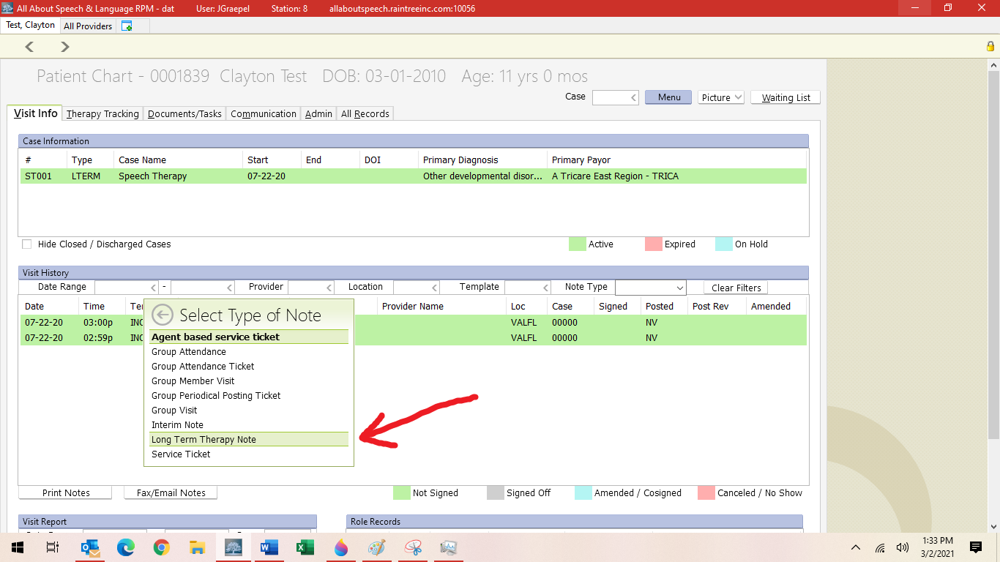 All About Speech & Language RPM - dat User: JGraepel Station: 8 allaboutspeech.raintreeinc.com:10056
Test, Clayton All Providers
Patient Chart - 0001839 Clayton Test DOB: 03-01-2010 Age: 11 yrs 0 mos
Case Menu Picture Waiting List
Visit Info Therapy Tracking Documents/Tasks Communication Admin All Records
Case Information
# Type Case Name Start End DOI Primary Diagnosis Primary Payor
ST001 LTERM Speech Therapy 07-22-20 Other developmental disor... A Tricare East Region - TRICA
Hide Closed / Discharged Cases Active Expired On Hold
Visit History
Date Range - Provider Location Template Note Type Clear Filters
Date Time Provider Name Loc Case Signed Posted Post Rev Amended
07-22-20 03:00p VALFL 00000 NV
07-22-20 02:59p VALFL 00000 NV
Select Type of Note
Agent based service ticket
Group Attendance
Group Attendance Ticket
Group Member Visit
Group Periodical Posting Ticket
Group Visit
Interim Note
Long Term Therapy Note
Service Ticket
Print Notes Fax/Email Notes Not Signed Signed Off Amended / Cosigned Canceled / No Show
Visit Report Role Records
1:33 PM
3/2/2021